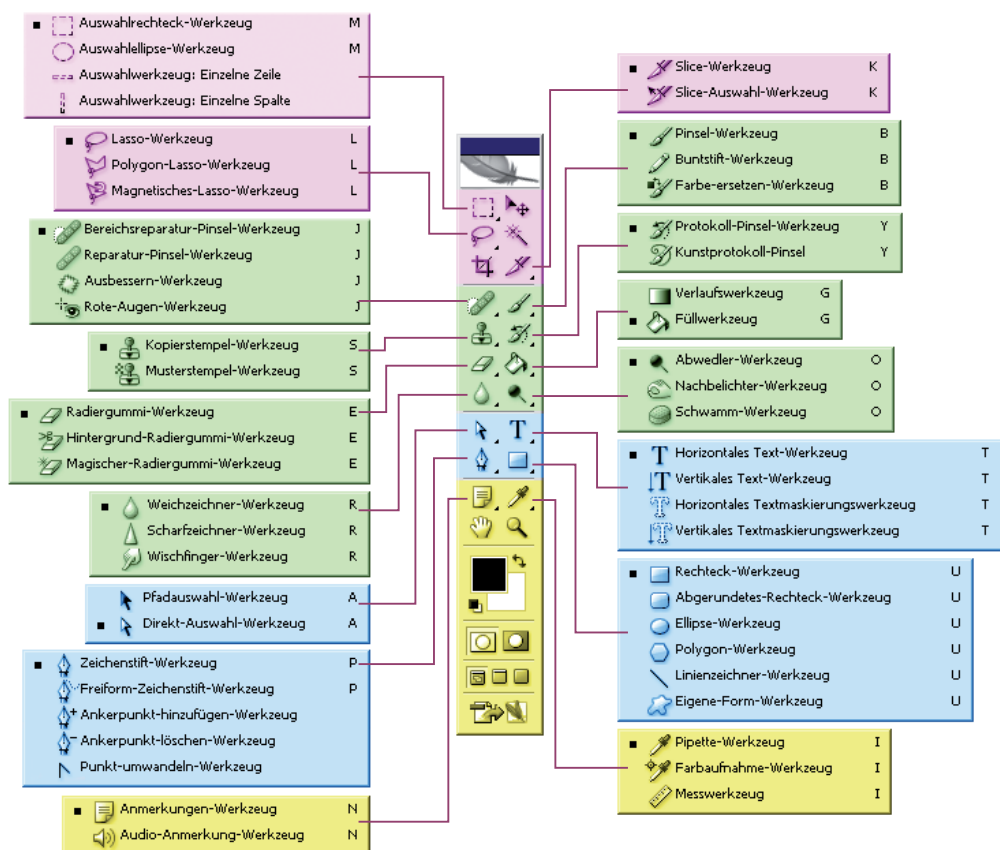 Auswahlrechteck-Werkzeug M
Auswahlellipse-Werkzeug M
Auswahlwerkzeug: Einzelne Zeile
Auswahlwerkzeug: Einzelne Spalte
Lasso-Werkzeug L
Polygon-Lasso-Werkzeug L
Magnetisches-Lasso-Werkzeug L
Bereichsreparatur-Pinsel-Werkzeug J
Reparatur-Pinsel-Werkzeug J
Ausbessern-Werkzeug J
Rote-Augen-Werkzeug J
Kopierstempel-Werkzeug S
Musterstempel-Werkzeug S
Radiergummi-Werkzeug E
Hintergrund-Radiergummi-Werkzeug E
Magischer-Radiergummi-Werkzeug E
Weichzeichner-Werkzeug R
Scharfzeichner-Werkzeug R
Wischfinger-Werkzeug R
Pfadauswahl-Werkzeug A
Direkt-Auswahl-Werkzeug A
Zeichenstift-Werkzeug P
Freiform-Zeichenstift-Werkzeug P
Ankerpunkt-hinzufügen-Werkzeug
Ankerpunkt-löschen-Werkzeug
Punkt-umwandeln-Werkzeug
Anmerkungen-Werkzeug N
Audio-Anmerkung-Werkzeug N
Slice-Werkzeug K
Slice-Auswahl-Werkzeug K
Pinsel-Werkzeug B
Buntstift-Werkzeug B
Farbe-ersetzen-Werkzeug B
Protokoll-Pinsel-Werkzeug Y
Kunstprotokoll-Pinsel Y
Verlaufswerkzeug G
Füllwerkzeug G
Abwedler-Werkzeug O
Nachbelichter-Werkzeug O
Schwamm-Werkzeug O
Horizontales Text-Werkzeug T
Vertikales Text-Werkzeug T
Horizontales Textmaskierungswerkzeug T
Vertikales Textmaskierungswerkzeug T
Rechteck-Werkzeug U
Abgerundetes-Rechteck-Werkzeug U
Ellipse-Werkzeug U
Polygon-Werkzeug U
Linienzeichner-Werkzeug U
Eigene-Form-Werkzeug U
Pipette-Werkzeug I
Farbaufnahme-Werkzeug I
Messwerkzeug I